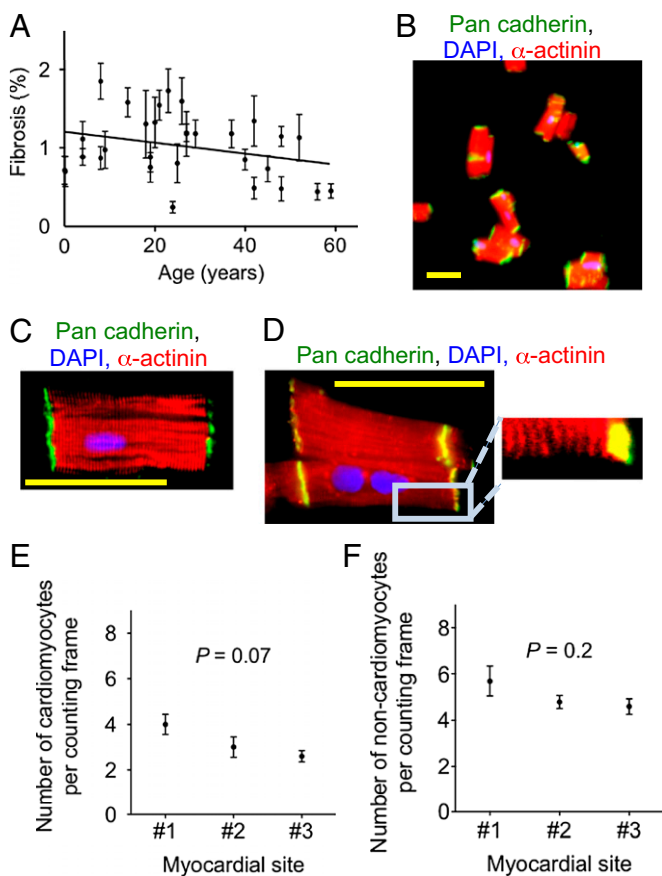 A
Fibrosis (%)
2
1
0
0
20
40
60
Age (years)
B
Pan cadherin,
DAPI, α-actinin
C
Pan cadherin,
DAPI, α-actinin
D
Pan cadherin, DAPI, α-actinin
E
Number of cardiomyocytes
per counting frame
8
6
4
2
0
P = 0.07
#1
#2
#3
Myocardial site
F
Number of non-cardiomyocytes
per counting frame
8
6
4
2
0
P = 0.2
#1
#2
#3
Myocardial site